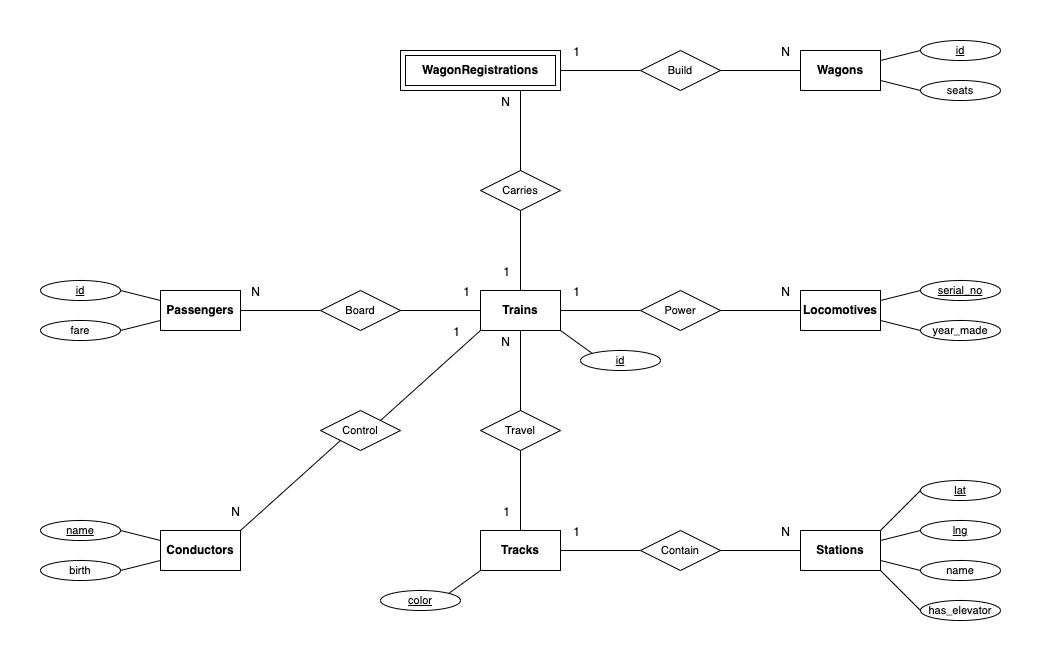 1
N
id
WagonRegistrations
Build
Wagons
seats
N
Carries
1
id
N
1
1
N
serial_no
Passengers
Board
Trains
Power
Locomotives
fare
1
N
year_made
id
Control
Travel
lat
N
1
name
1
N
lng
Conductors
Tracks
Contain
Stations
birth
name
color
has_elevator